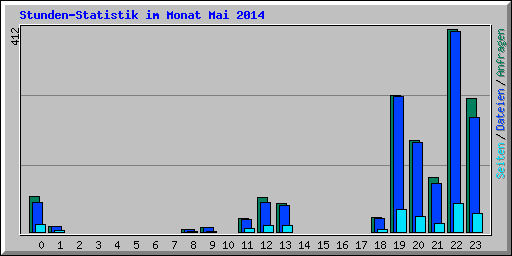 Stunden-Statistik im Monat Mai 2014
412
Seiten/Dateien/Anfragen
0 1 2 3 4 5 6 7 8 9 10 11 12 13 14 15 16 17 18 19 20 21 22 23